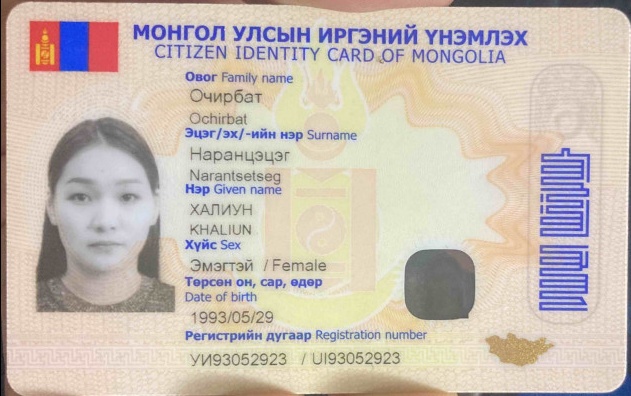 МОНГОЛ УЛСЫН ИРГЭНИЙ ҮНЭМЛЭХ
CITIZEN IDENTITY CARD OF MONGOLIA
Овог Family name
Очирбат
Ochirbat
Эцэг/эх/-ийн нэр Surname
Наранцэцэг
Narantsetseg
Нэр Given name
ХАЛИУН
KHALIUN
Хүйс Sex
Эмэгтэй / Female
Төрсөн он, сар, өдөр
Date of birth
1993/05/29
Регистрийн дугаар Registration number
УИ93052923 / UI93052923